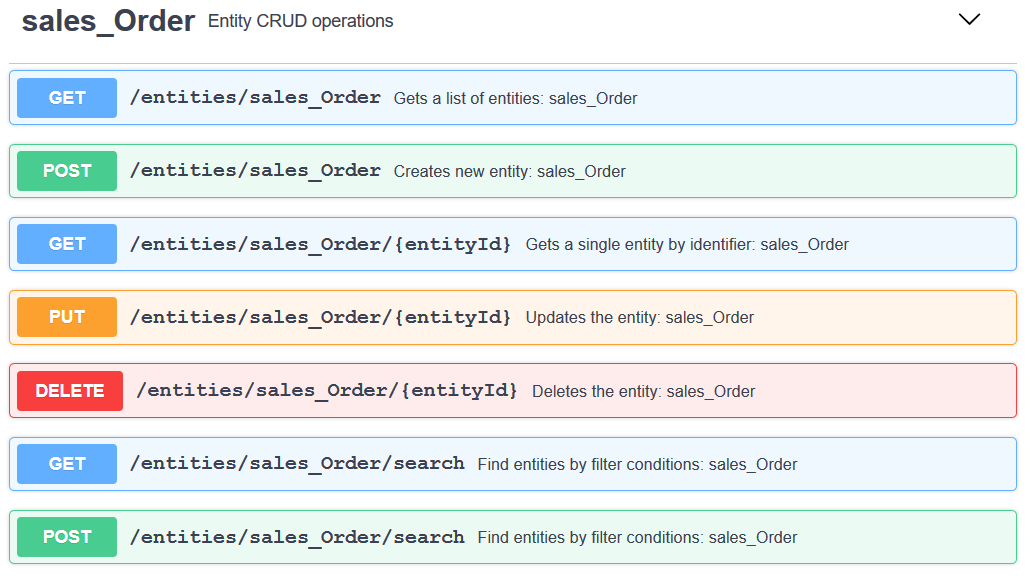 sales_Order Entity CRUD operations
GET /entities/sales_Order Gets a list of entities: sales_Order
POST /entities/sales_Order Creates new entity: sales_Order
GET /entities/sales_Order/{entityId} Gets a single entity by identifier: sales_Order
PUT /entities/sales_Order/{entityId} Updates the entity: sales_Order
DELETE /entities/sales_Order/{entityId} Deletes the entity: sales_Order
GET /entities/sales_Order/search Find entities by filter conditions: sales_Order
POST /entities/sales_Order/search Find entities by filter conditions: sales_Order